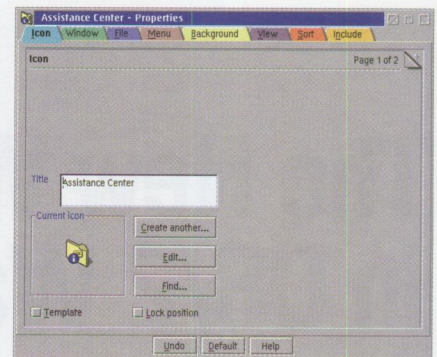 Assistance Center - Properties
Icon Window File Menu Background View Sort Include
Icon Page 1 of 2
Title Assistance Center
Current icon
Create another...
Edit...
Find...
Template Lock position
Undo Default Help